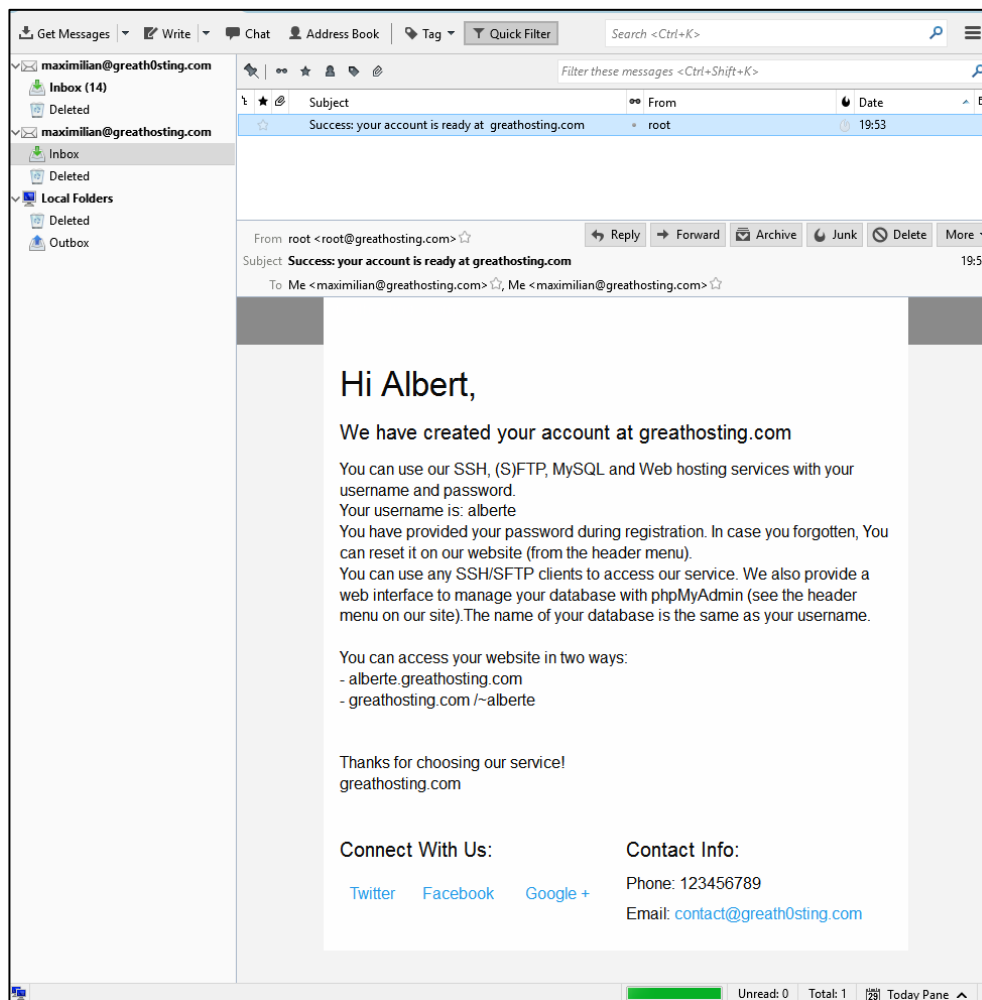 Get Messages Write Chat Address Book Tag Quick Filter Search <Ctrl+K>
maximilian@greath0sting.com
Inbox (14)
Deleted
maximilian@greathosting.com
Inbox
Deleted
Local Folders
Deleted
Outbox
Filter these messages <Ctrl+Shift+K>
Subject From Date
Success: your account is ready at greathosting.com root 19:53
From root <root@greathosting.com> Reply Forward Archive Junk Delete More
Subject Success: your account is ready at greathosting.com 19:5
To Me <maximilian@greathosting.com>, Me <maximilian@greathosting.com>
Hi Albert,
We have created your account at greathosting.com
You can use our SSH, (S)FTP, MySQL and Web hosting services with your
username and password.
Your username is: alberte
You have provided your password during registration. In case you forgotten, You
can reset it on our website (from the header menu).
You can use any SSH/SFTP clients to access our service. We also provide a
web interface to manage your database with phpMyAdmin (see the header
menu on our site).The name of your database is the same as your username.
You can access your website in two ways:
- alberte.greathosting.com
- greathosting.com /~alberte
Thanks for choosing our service!
greathosting.com
Connect With Us:
Twitter Facebook Google +
Contact Info:
Phone: 123456789
Email: contact@greath0sting.com
Unread: 0 Total: 1 29 Today Pane